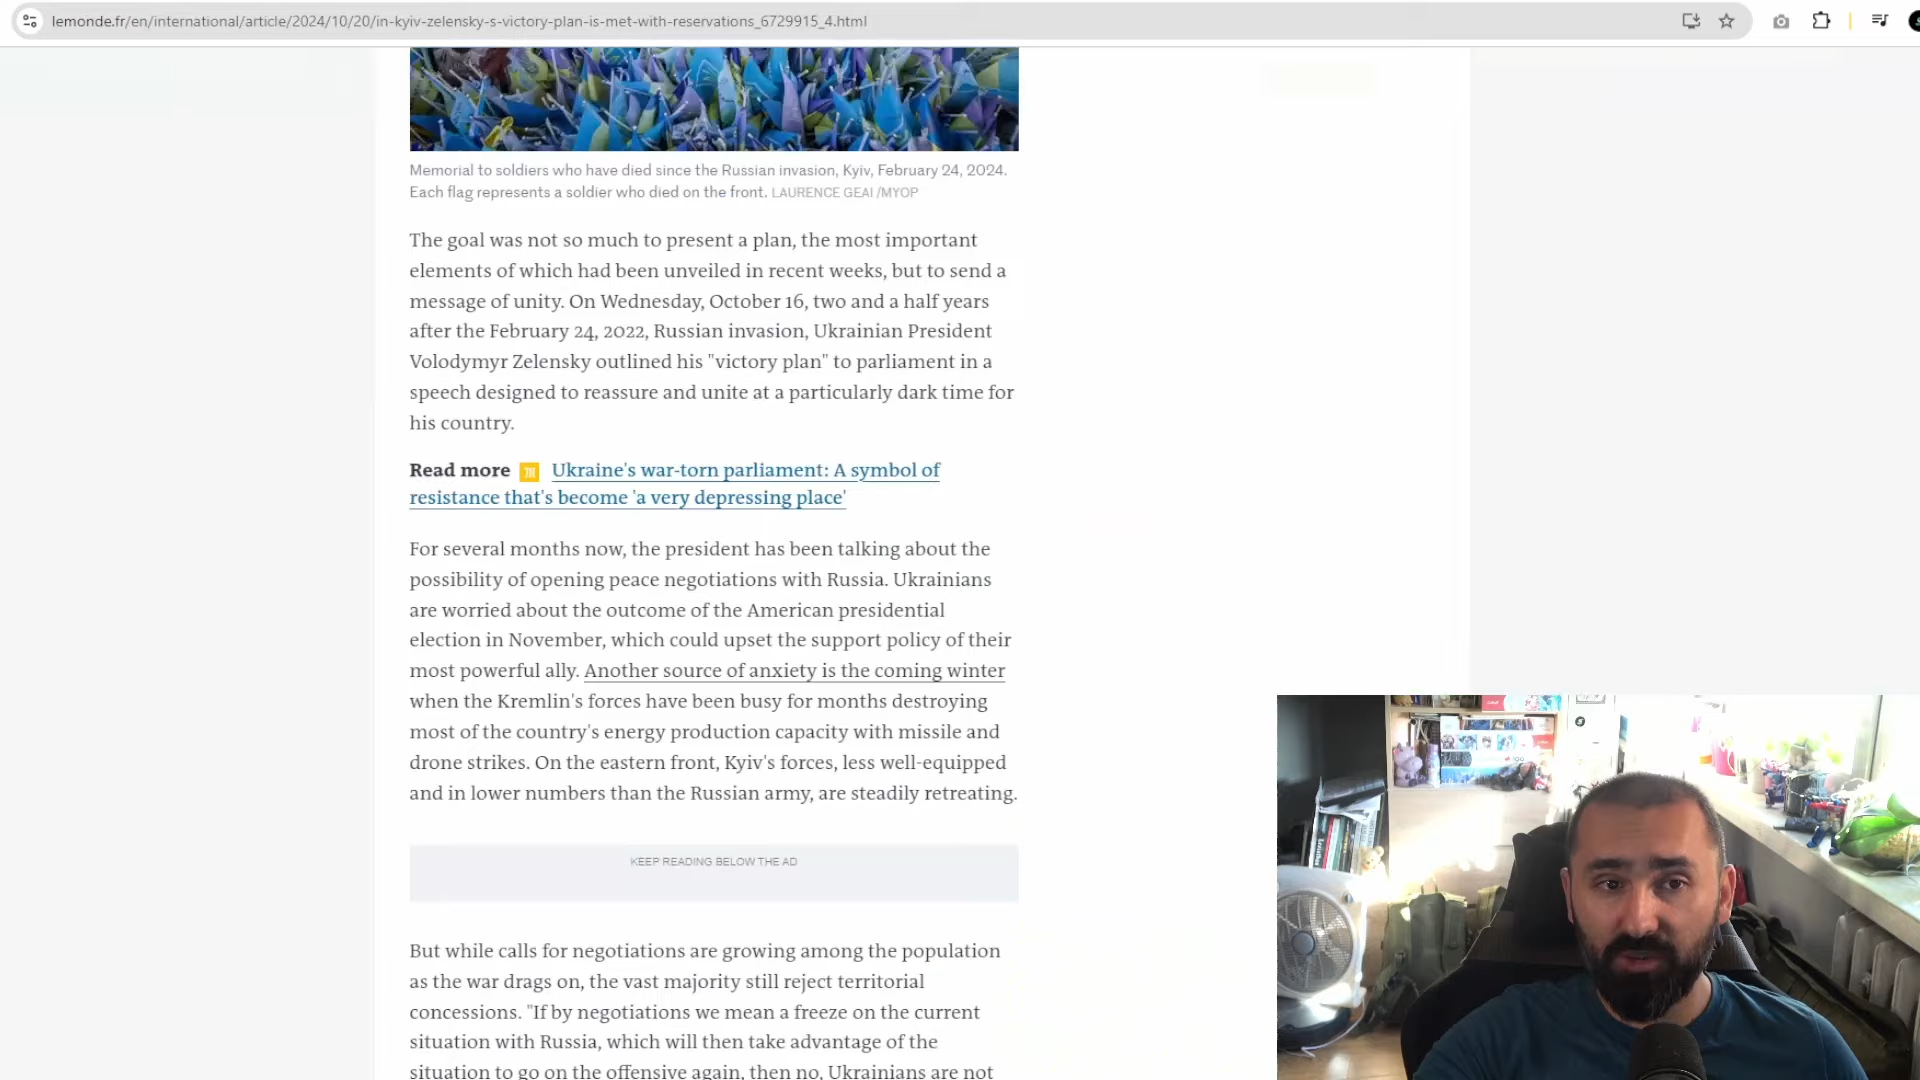 lemonde.fr/en/international/article/2024/10/20/in-kyiv-zelensky-s-victory-plan-is-met-with-reservations_6729915_4.html
Memorial to soldiers who have died since the Russian invasion, Kyiv, February 24, 2024.
Each flag represents a soldier who died on the front. LAURENCE GEAI /MYOP
The goal was not so much to present a plan, the most important
elements of which had been unveiled in recent weeks, but to send a
message of unity. On Wednesday, October 16, two and a half years
after the February 24, 2022, Russian invasion, Ukrainian President
Volodymyr Zelensky outlined his "victory plan" to parliament in a
speech designed to reassure and unite at a particularly dark time for
his country.
Read more Ukraine's war-torn parliament: A symbol of
resistance that's become 'a very depressing place'
For several months now, the president has been talking about the
possibility of opening peace negotiations with Russia. Ukrainians
are worried about the outcome of the American presidential
election in November, which could upset the support policy of their
most powerful ally. Another source of anxiety is the coming winter
when the Kremlin's forces have been busy for months destroying
most of the country's energy production capacity with missile and
drone strikes. On the eastern front, Kyiv's forces, less well-equipped
and in lower numbers than the Russian army, are steadily retreating.
KEEP READING BELOW THE AD
But while calls for negotiations are growing among the population
as the war drags on, the vast majority still reject territorial
concessions. "If by negotiations we mean a freeze on the current
situation with Russia, which will then take advantage of the
situation to go on the offensive again, then no, Ukrainians are not